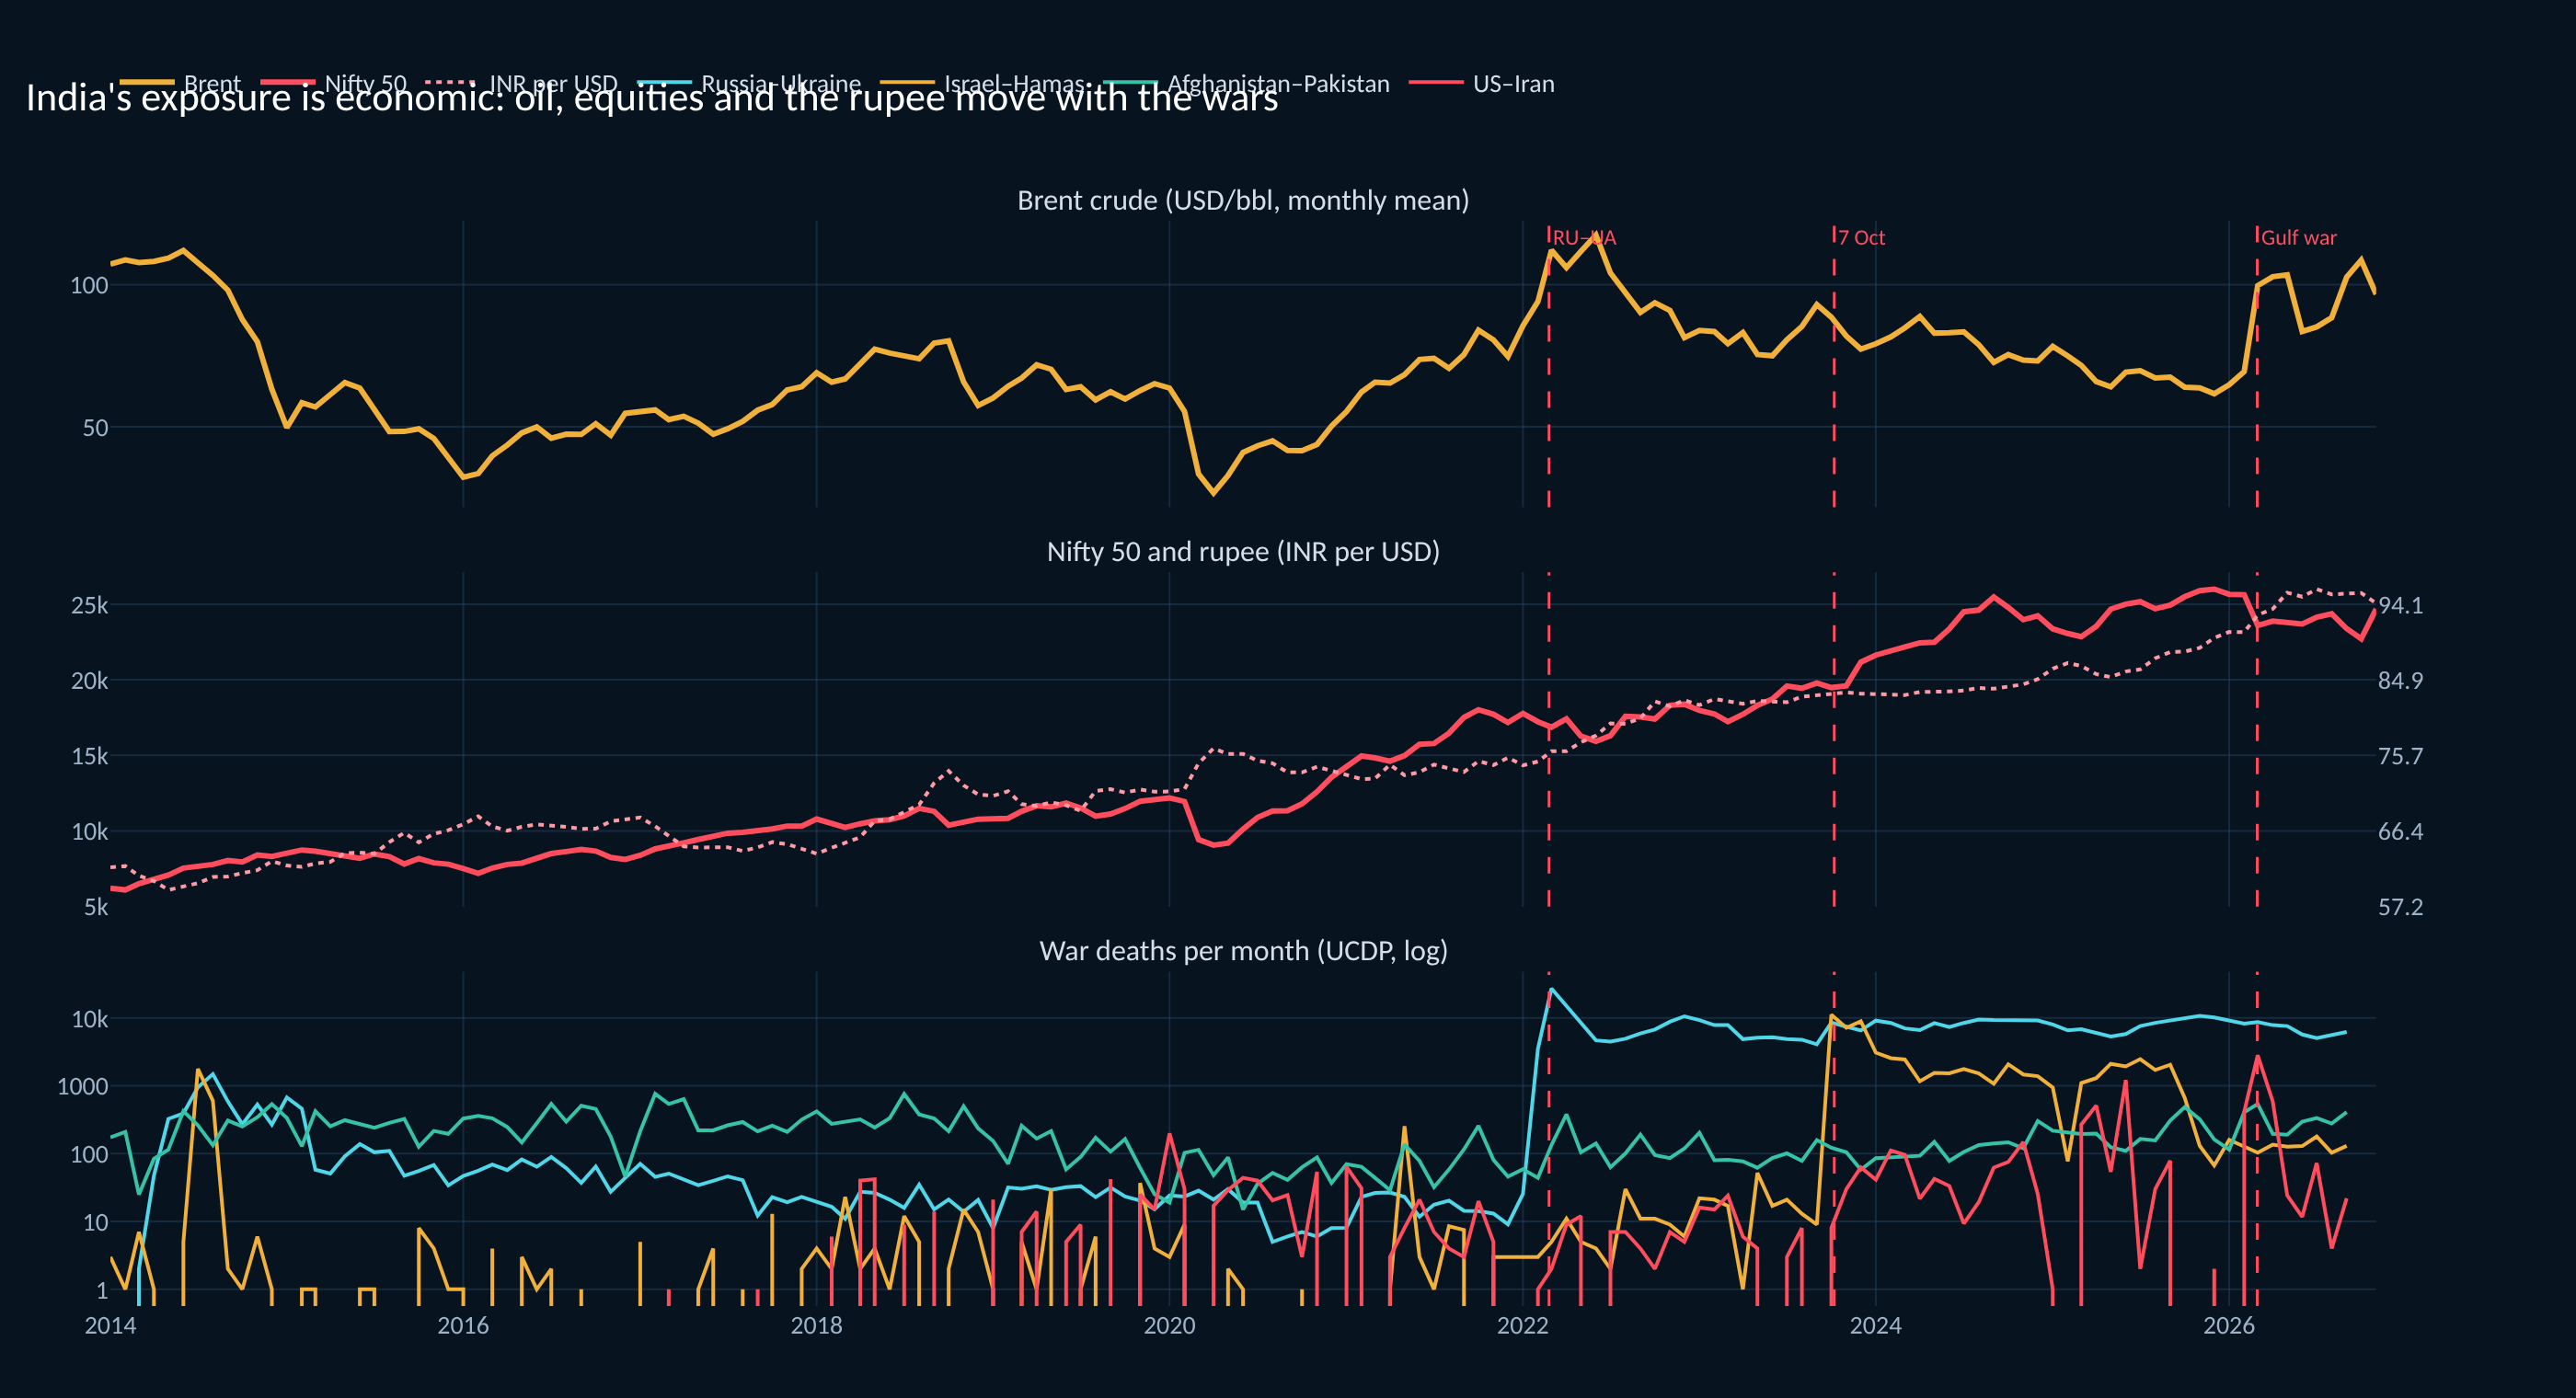 Brent Nifty 50 INR per USD Russia–Ukraine Israel–Hamas Afghanistan–Pakistan US–Iran
India's exposure is economic: oil, equities and the rupee move with the wars
Brent crude (USD/bbl, monthly mean)
RU–UA 7 Oct Gulf war
100
50
Nifty 50 and rupee (INR per USD)
25k 94.1
20k 84.9
15k 75.7
10k 66.4
5k 57.2
War deaths per month (UCDP, log)
10k
1000
100
10
1
2014 2016 2018 2020 2022 2024 2026